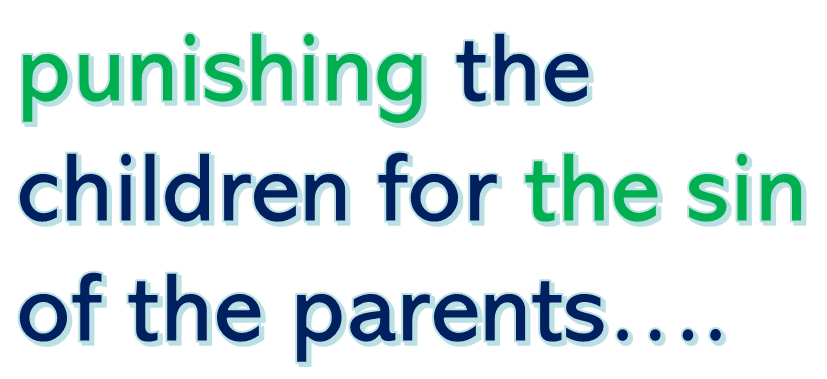 punishing the
children for the sin
of the parents….